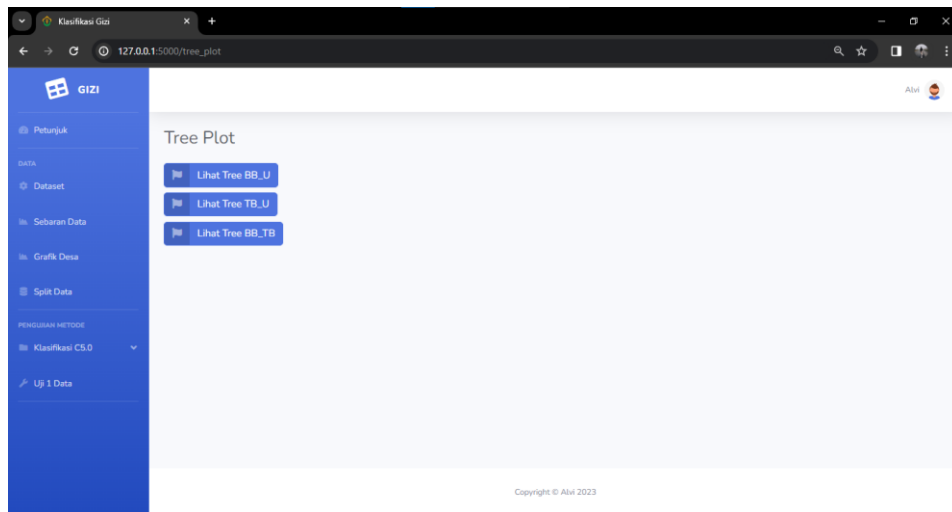 Klasifikasi Gizi
127.0.0.1:5000/tree_plot
GIZI
Alvi
Petunjuk
DATA
Dataset
Sebaran Data
Grafik Desa
Split Data
PENGUJIAN METODE
Klasifikasi C5.0
Uji 1 Data
Tree Plot
Lihat Tree BB_U
Lihat Tree TB_U
Lihat Tree BB_TB
Copyright © Alvi 2023